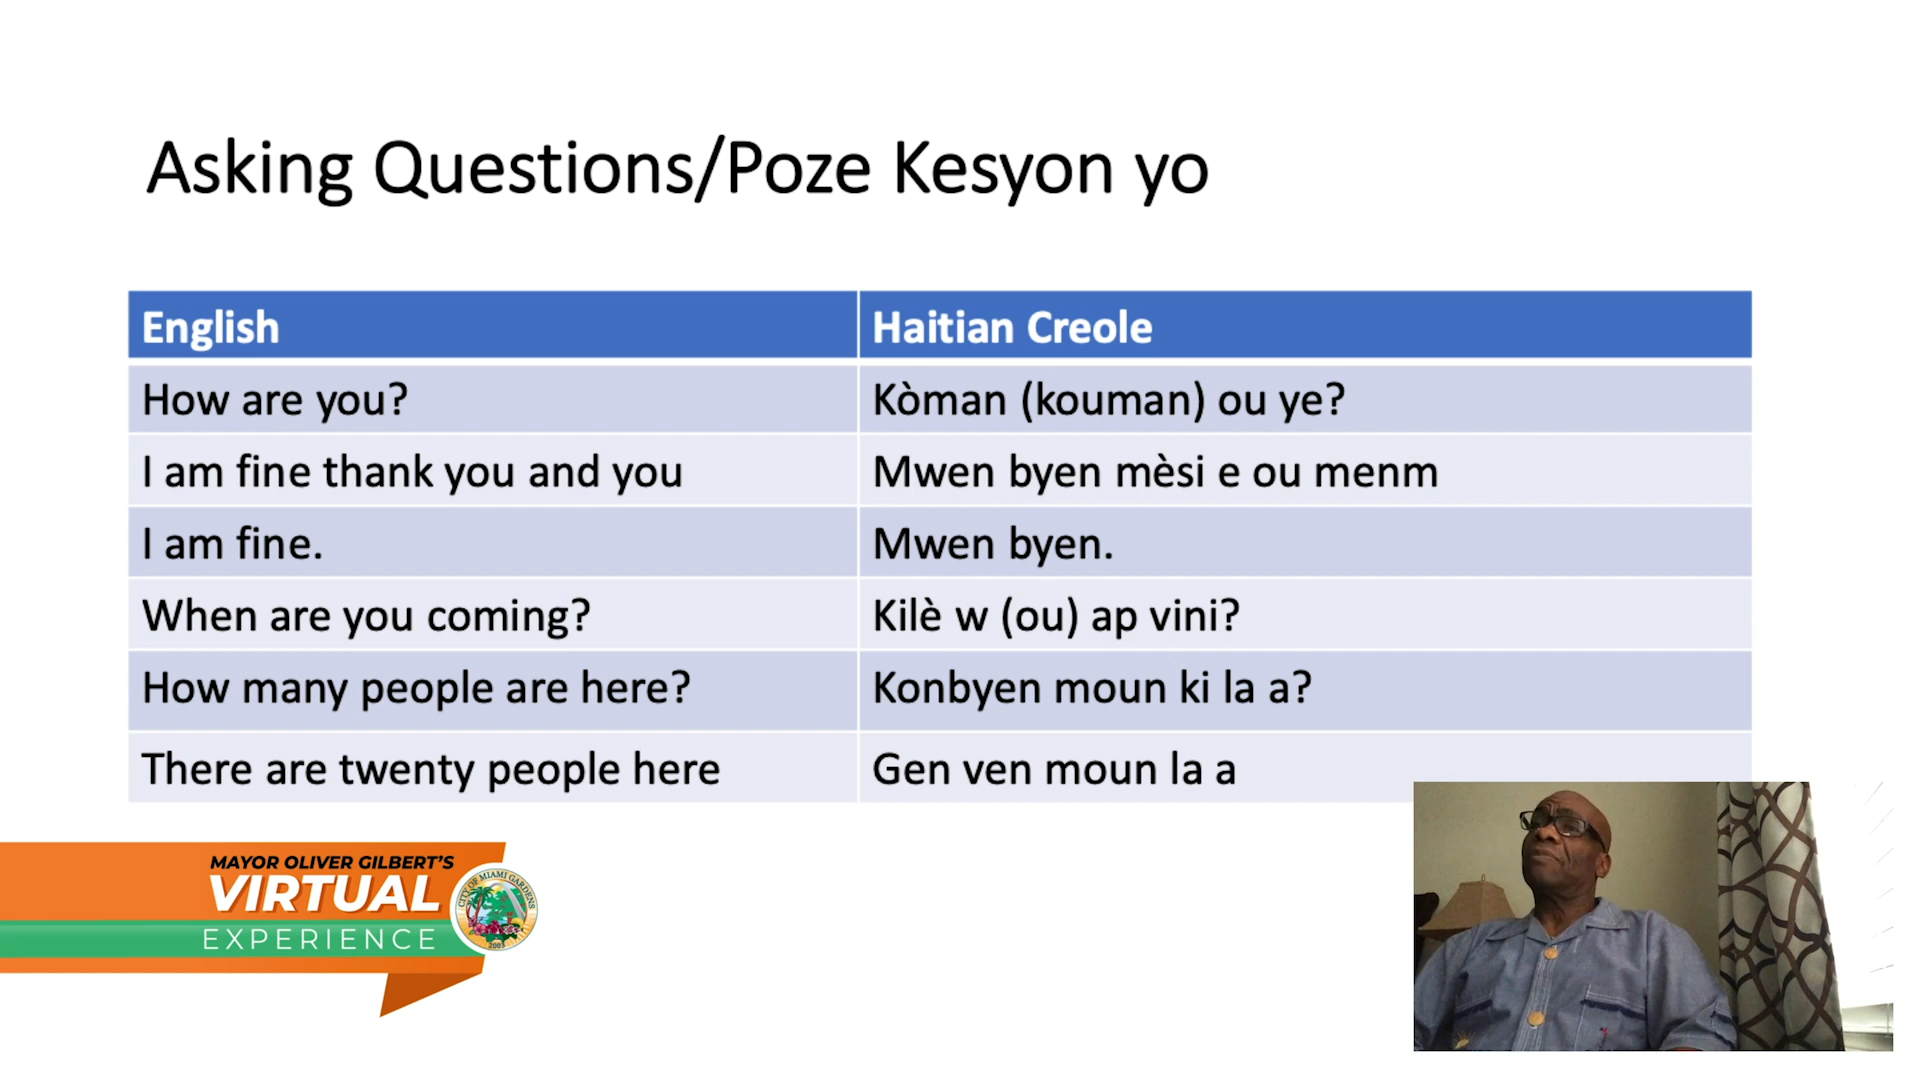 Asking Questions/Poze Kesyon yo
English Haitian Creole
How are you? Kòman (kouman) ou ye?
I am fine thank you and you Mwen byen mèsi e ou menm
I am fine. Mwen byen.
When are you coming? Kilè w (ou) ap vini?
How many people are here? Konbyen moun ki la a?
There are twenty people here Gen ven moun la a
MAYOR OLIVER GILBERT'S
VIRTUAL
EXPERIENCE
CITY OF MIAMI GARDENS
2003